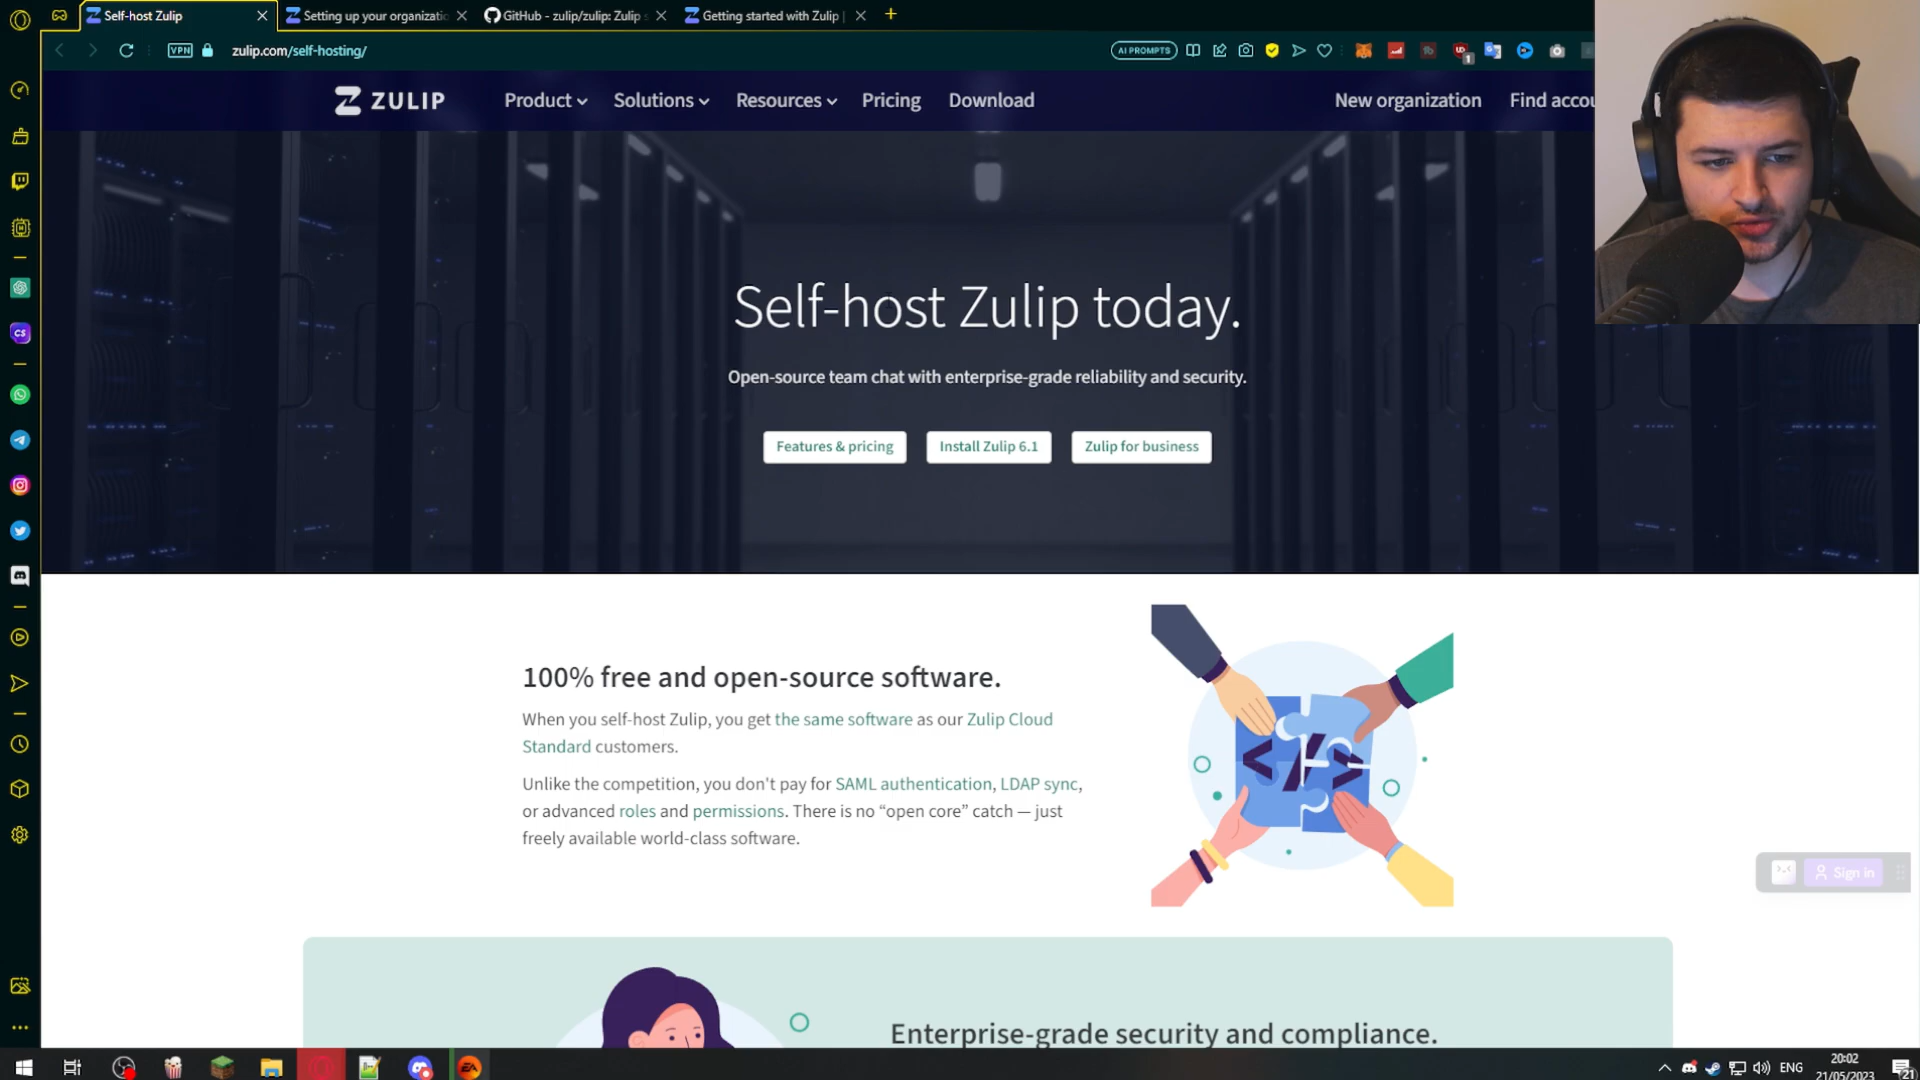 Self-host Zulip
Setting up your organizatio
GitHub - zulip/zulip: Zulip s
Getting started with Zulip |
VPN
zulip.com/self-hosting/
AI PROMPTS
1
ZULIP
Product
Solutions
Resources
Pricing
Download
New organization
Find accou
Self-host Zulip today.
Open-source team chat with enterprise-grade reliability and security.
Features & pricing
Install Zulip 6.1
Zulip for business
100% free and open-source software.
When you self-host Zulip, you get the same software as our Zulip Cloud
Standard customers.
Unlike the competition, you don't pay for SAML authentication, LDAP sync,
or advanced roles and permissions. There is no “open core” catch — just
freely available world-class software.
</>
Sign in
Enterprise-grade security and compliance.
CS
EA
ENG
20:02
21/05/2023
21